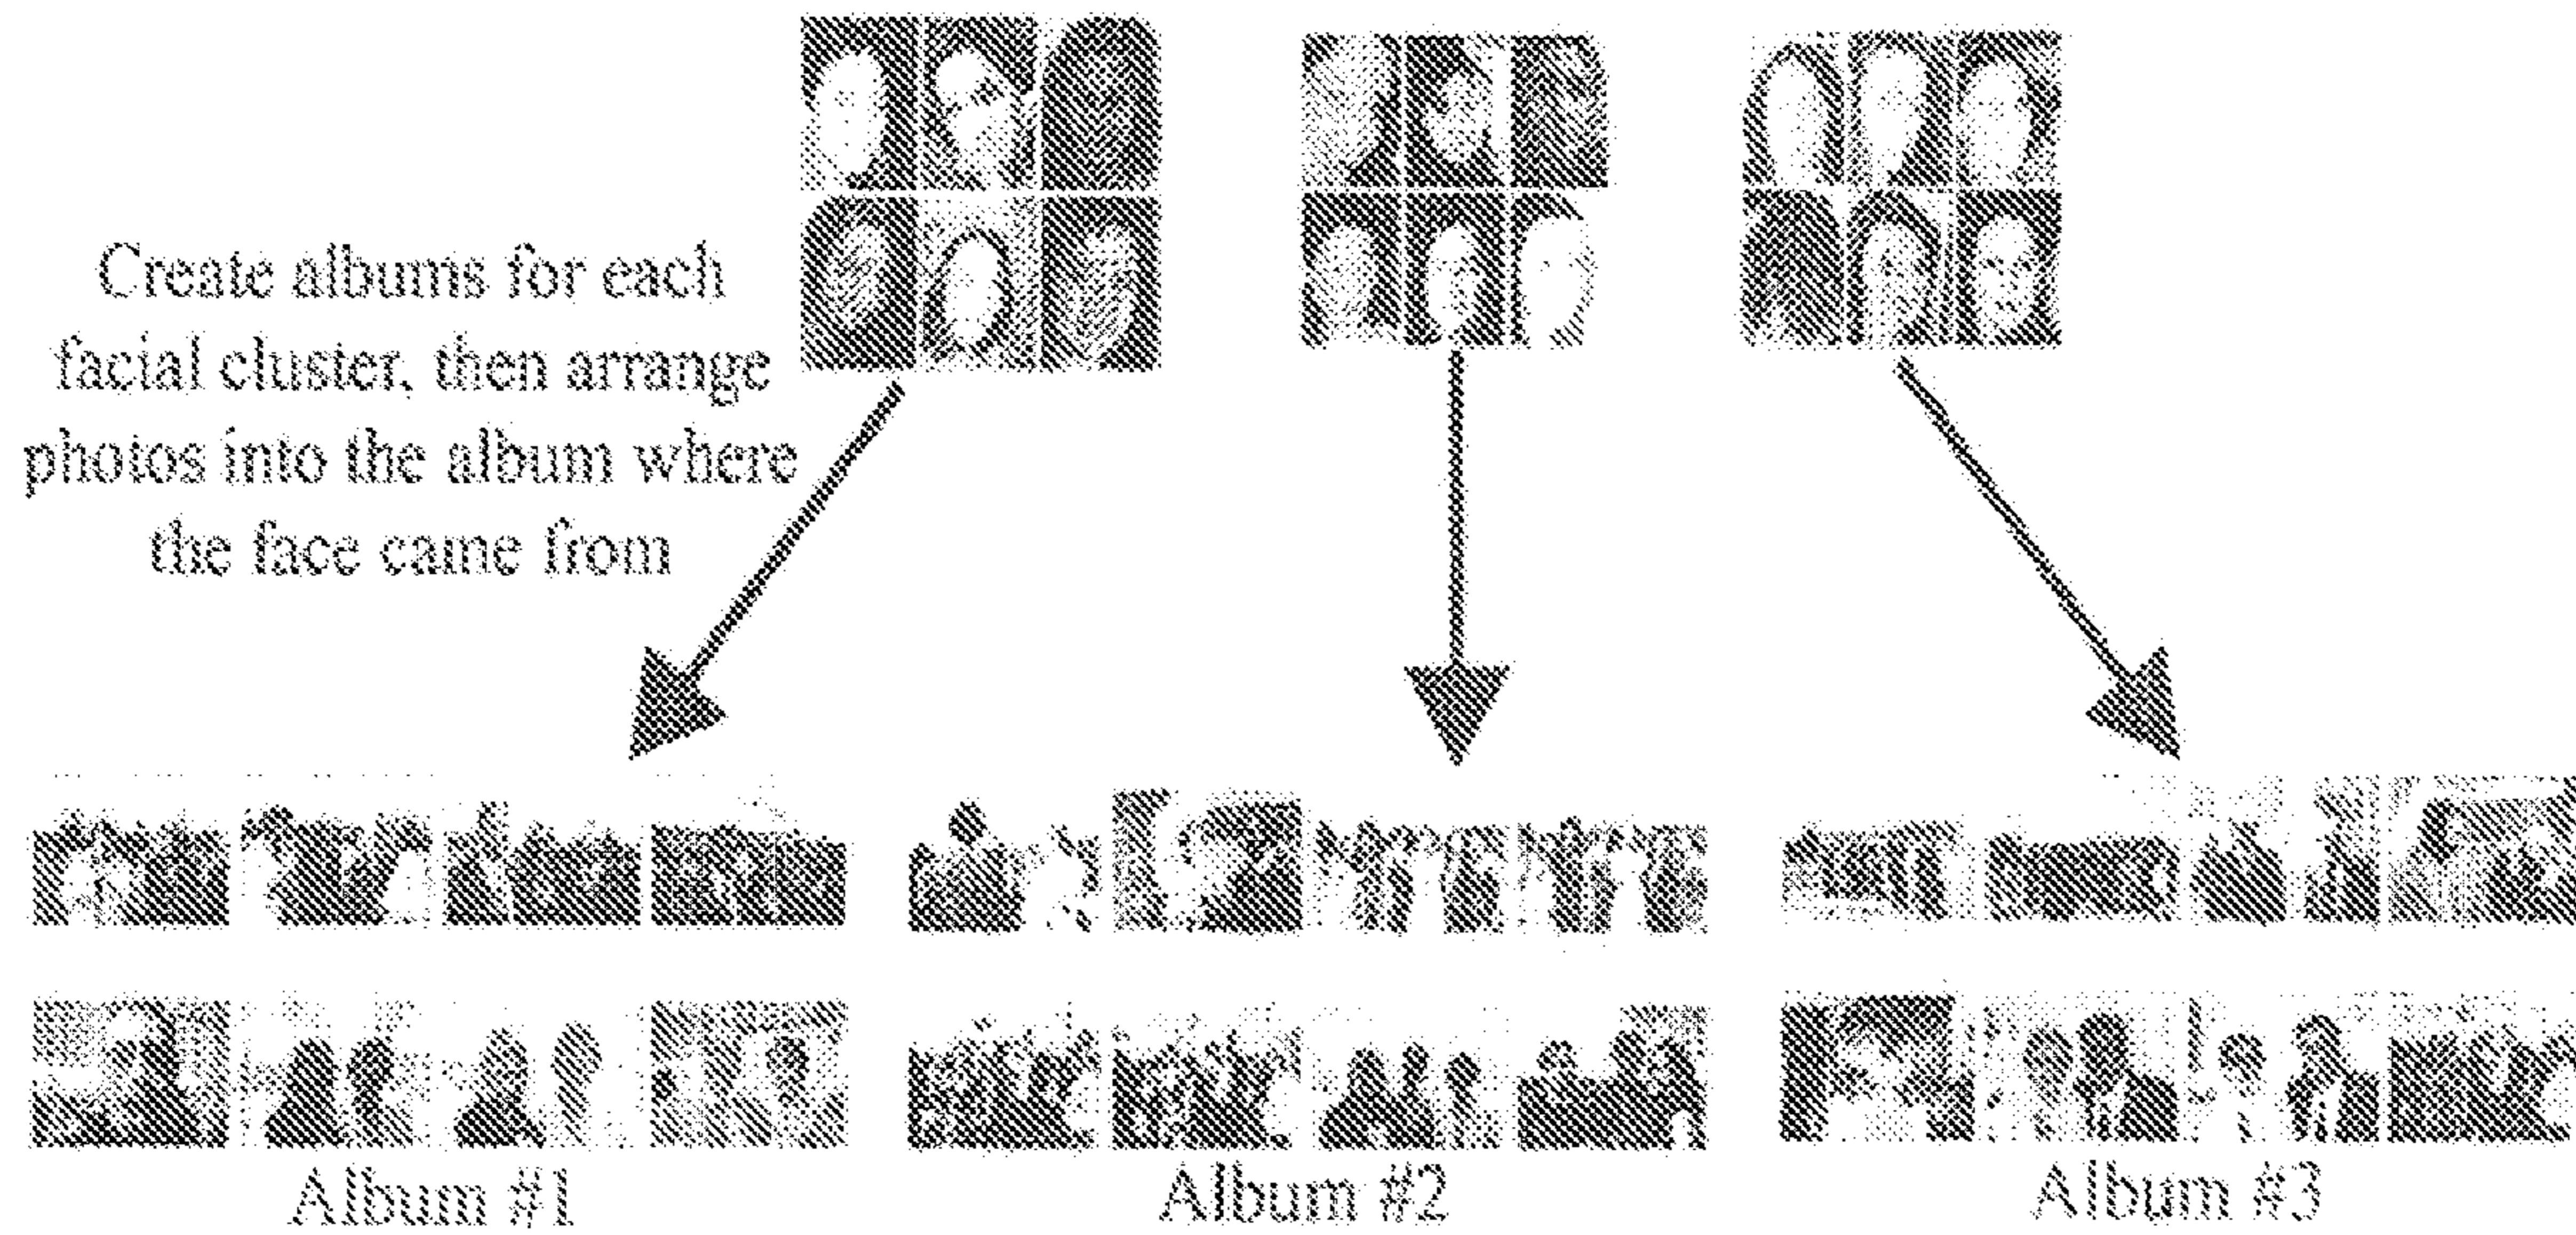 Create albums for each
facial cluster, then arrange
photos into the album where
the face came from
Album #1
Album #2
Album #3